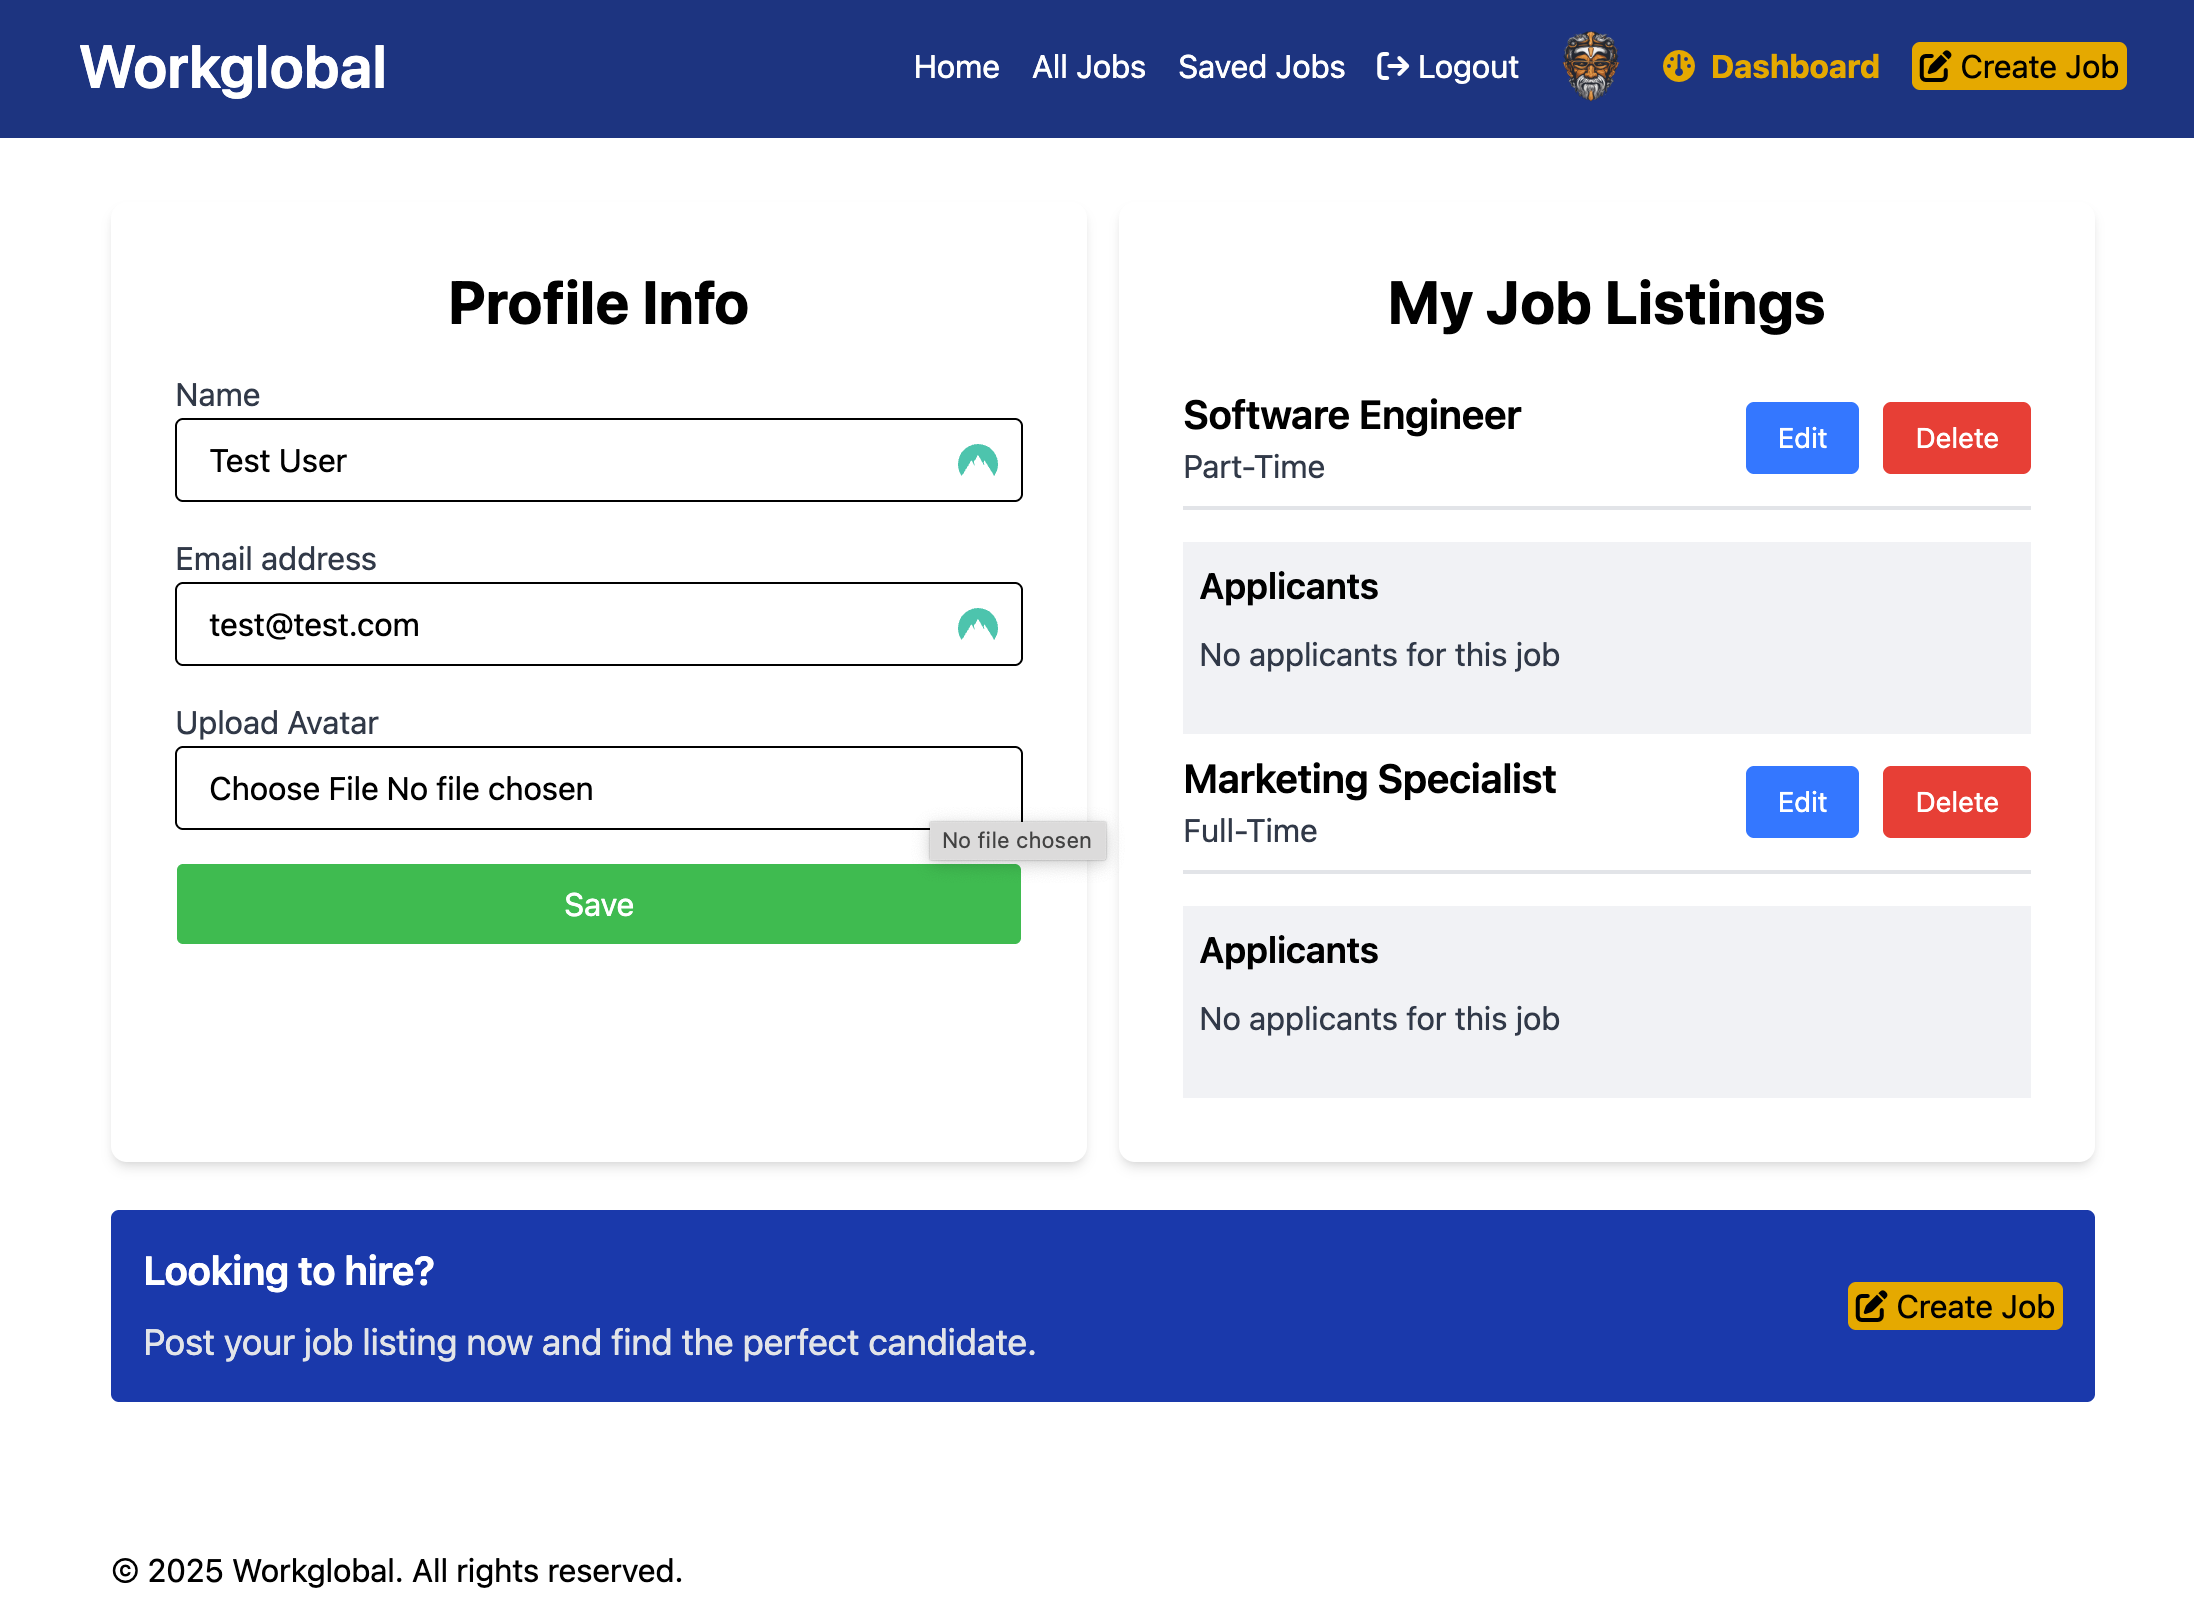 Workglobal
Home All Jobs Saved Jobs Logout Dashboard Create Job
Profile Info
Name
Test User
Email address
test@test.com
Upload Avatar
Choose File No file chosen
No file chosen
Save
My Job Listings
Software Engineer
Part-Time
Edit Delete
Applicants
No applicants for this job
Marketing Specialist
Full-Time
Edit Delete
Applicants
No applicants for this job
Looking to hire?
Post your job listing now and find the perfect candidate.
Create Job
© 2025 Workglobal. All rights reserved.